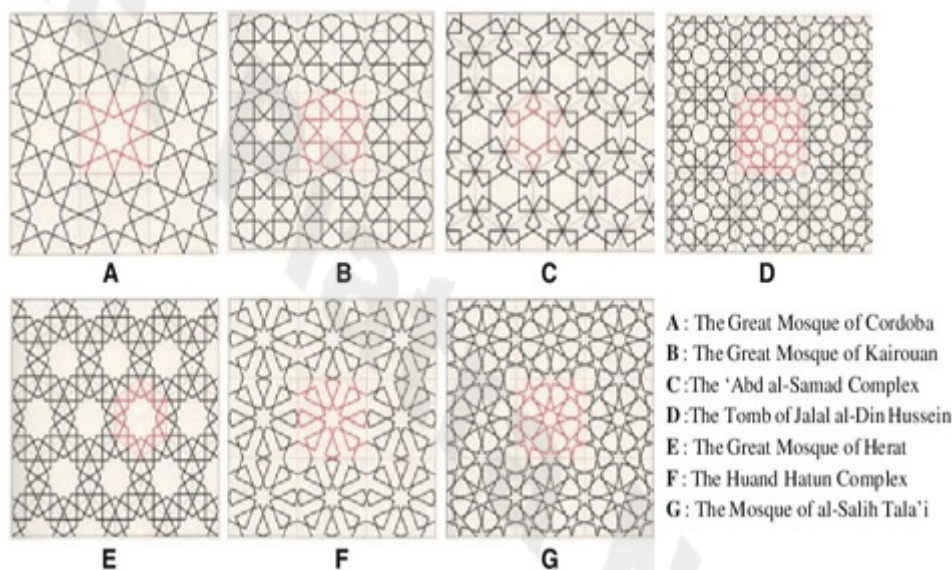 A
B
C
D
A : The Great Mosque of Cordoba
B : The Great Mosque of Kairouan
C :The ‘Abd al-Samad Complex
D :The Tomb of Jalal al-Din Hussein
E : The Great Mosque of Herat
F : The Huand Hatun Complex
G : The Mosque of al-Salih Tala’i
E
F
G